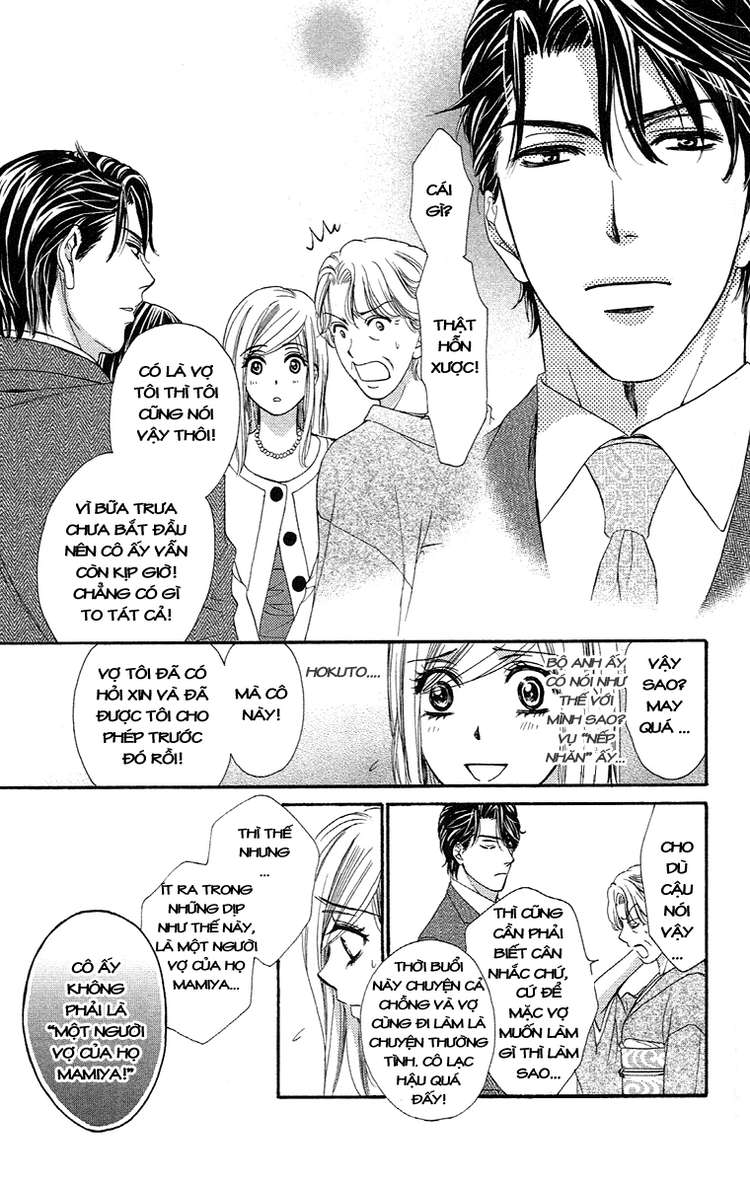 CÁI
GÌ?
THẬT
HỖN
XƯỢC!
CÓ LÀ VỢ
TÔI THÌ TÔI
CŨNG NÓI
VẬY THÔI!
VÌ BỮA TRƯA
CHƯA BẮT ĐẦU
NÊN CÔ ẤY VẪN
CÒN KỊP GIỜ!
CHẲNG CÓ GÌ
TO TÁT CẢ!
VẬY
SAO?
MAY
QUÁ ...
BỘ ANH ẤY
CÓ NÓI NHƯ
THẾ VỚI
MÌNH SAO?
VỤ “NẾP
NHĂN” ẤY...
HOKUTO....
MÀ CÔ
NÀY!
VỢ TÔI ĐÃ CÓ
HỎI XIN VÀ ĐÃ
ĐƯỢC TÔI CHO
PHÉP TRƯỚC
ĐÓ RỒI!
CHO
DÙ CẬU
NÓI
VẬY ...
THÌ CŨNG
CẦN PHẢI
BIẾT CÂN
NHẮC CHỨ,
CỨ ĐỂ
MẶC VỢ
MUỐN LÀM
GÌ THÌ LÀM
SAO...
THỜI BUỔI
NÀY CHUYỆN CẢ
CHỒNG VÀ VỢ
CÙNG ĐI LÀM LÀ
CHUYỆN THƯỜNG
TÌNH. CÔ LẠC
HẬU QUÁ
ĐẤY!
THÌ THẾ
NHƯNG
...
ÍT RA TRONG
NHỮNG DỊP
NHƯ THẾ NÀY,
LÀ MỘT NGƯỜI
VỢ CỦA HỌ
MAMIYA...
CÔ ẤY
KHÔNG
PHẢI LÀ
“MỘT NGƯỜI
VỢ CỦA HỌ
MAMIYA!”